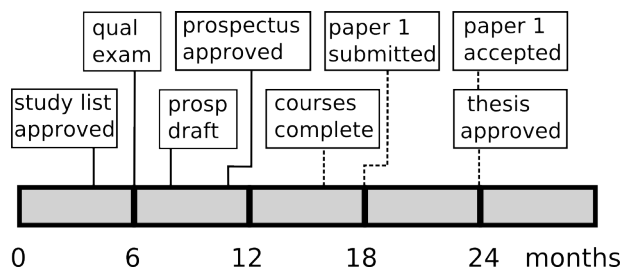 qual
exam
prospectus
approved
paper 1
submitted
paper 1
accepted
study list
approved
prosp
draft
courses
complete
thesis
approved
0 6 12 18 24 months